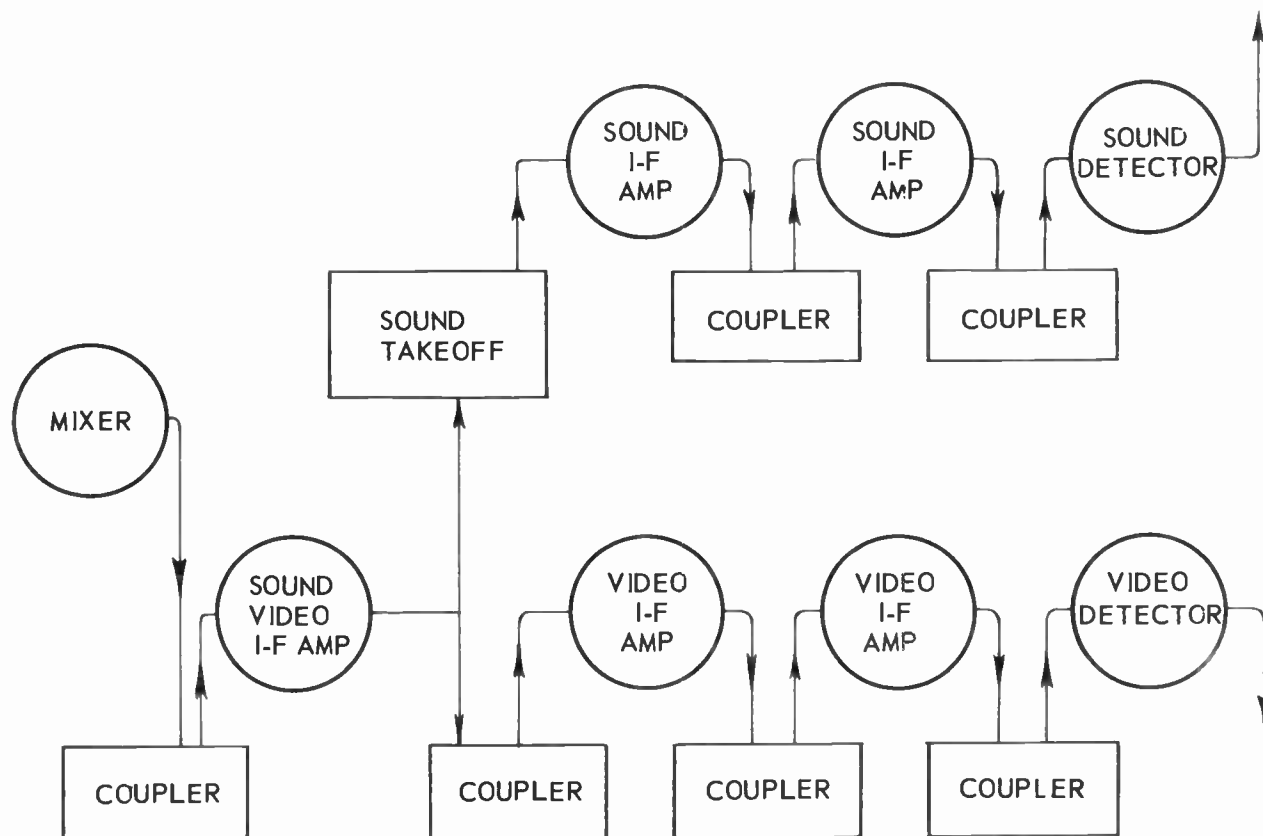 SOUND
I-F
AMP
SOUND
I-F
AMP
SOUND
DETECTOR
SOUND
TAKEOFF
COUPLER
COUPLER
MIXER
SOUND
VIDEO
I-F AMP
VIDEO
I-F
AMP
VIDEO
I-F
AMP
VIDEO
DETECTOR
COUPLER
COUPLER
COUPLER
COUPLER